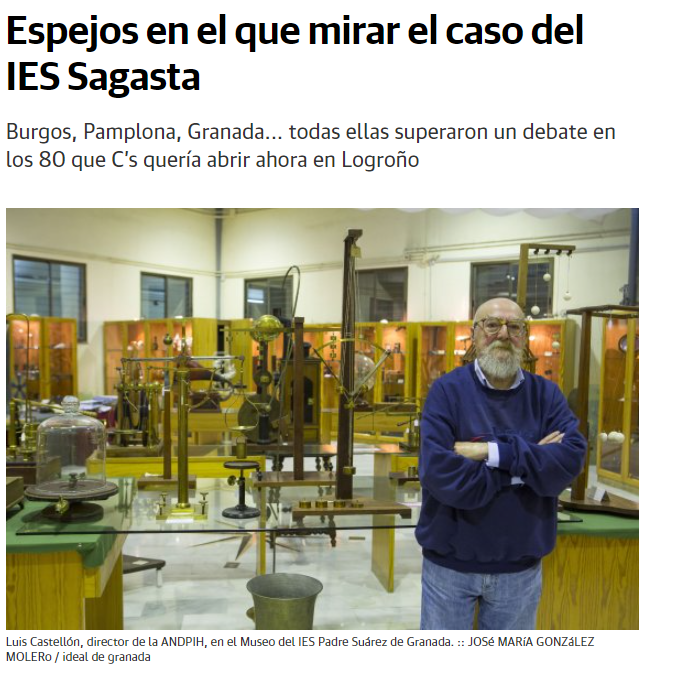 Espejos en el que mirar el caso del
IES Sagasta
Burgos, Pamplona, Granada... todas ellas superaron un debate en
los 80 que C's quería abrir ahora en Logroño
Luis Castellón, director de la ANDPIH, en el Museo del IES Padre Suárez de Granada. :: JOSé MARíA GONZáLEZ
MOLERo / ideal de granada